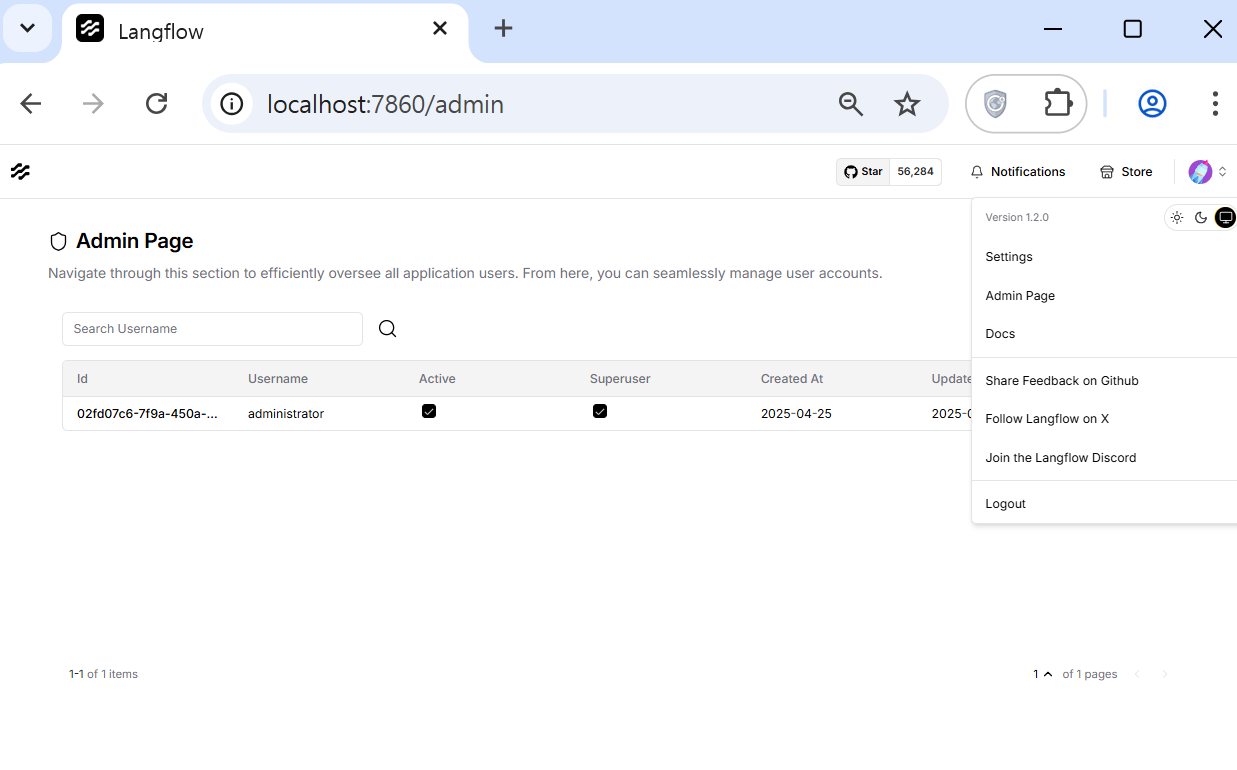 Langflow
localhost:7860/admin
Star 56,284 Notifications Store
Version 1.2.0
Admin Page
Navigate through this section to efficiently oversee all application users. From here, you can seamlessly manage user accounts.
Settings
Admin Page
Docs
Share Feedback on Github
Follow Langflow on X
Join the Langflow Discord
Logout
Search Username
Id Username Active Superuser Created At Update
02fd07c6-7f9a-450a-... administrator 2025-04-25 2025-0
1-1 of 1 items 1 of 1 pages